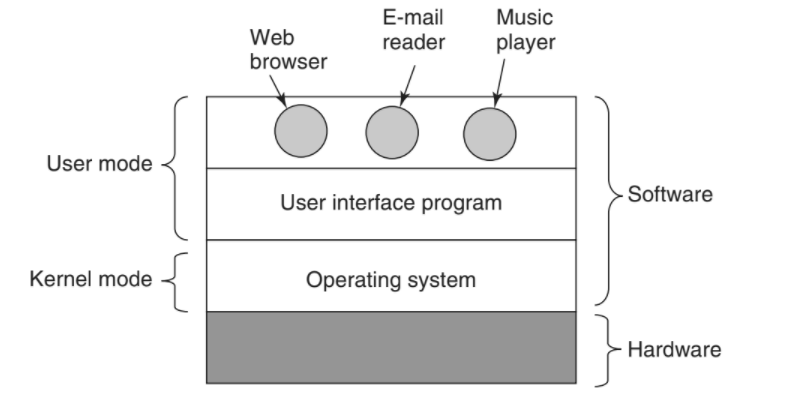 Web
browser
E-mail
reader
Music
player
User mode
User interface program
Software
Kernel mode
Operating system
Hardware